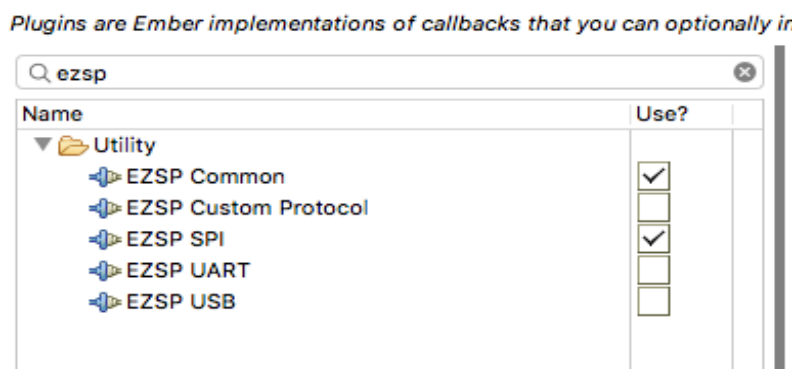 Plugins are Ember implementations of callbacks that you can optionally in
ezsp
Name Use?
Utility
EZSP Common
EZSP Custom Protocol
EZSP SPI
EZSP UART
EZSP USB